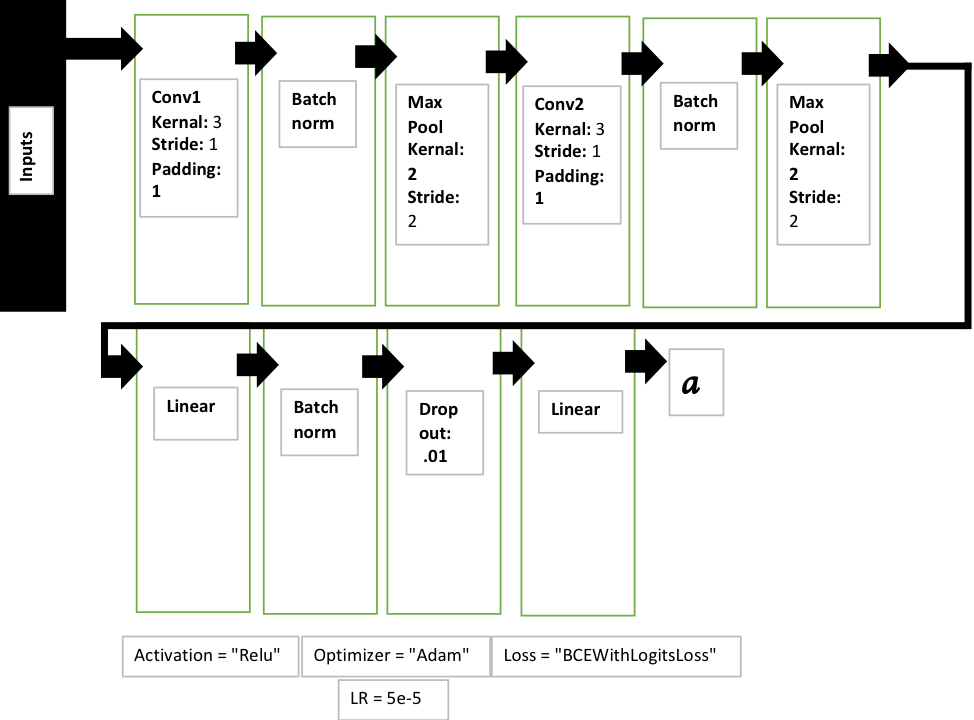 Inputs
Conv1
Kernal: 3
Stride: 1
Padding:
1
Batch
norm
Max
Pool
Kernal:
2
Stride:
2
Conv2
Kernal: 3
Stride: 1
Padding:
1
Batch
norm
Max
Pool
Kernal:
2
Stride:
2
Linear
Batch
norm
Drop
out:
.01
Linear
a
Activation = "Relu"
Optimizer = "Adam"
Loss = "BCEWithLogitsLoss"
LR = 5e-5